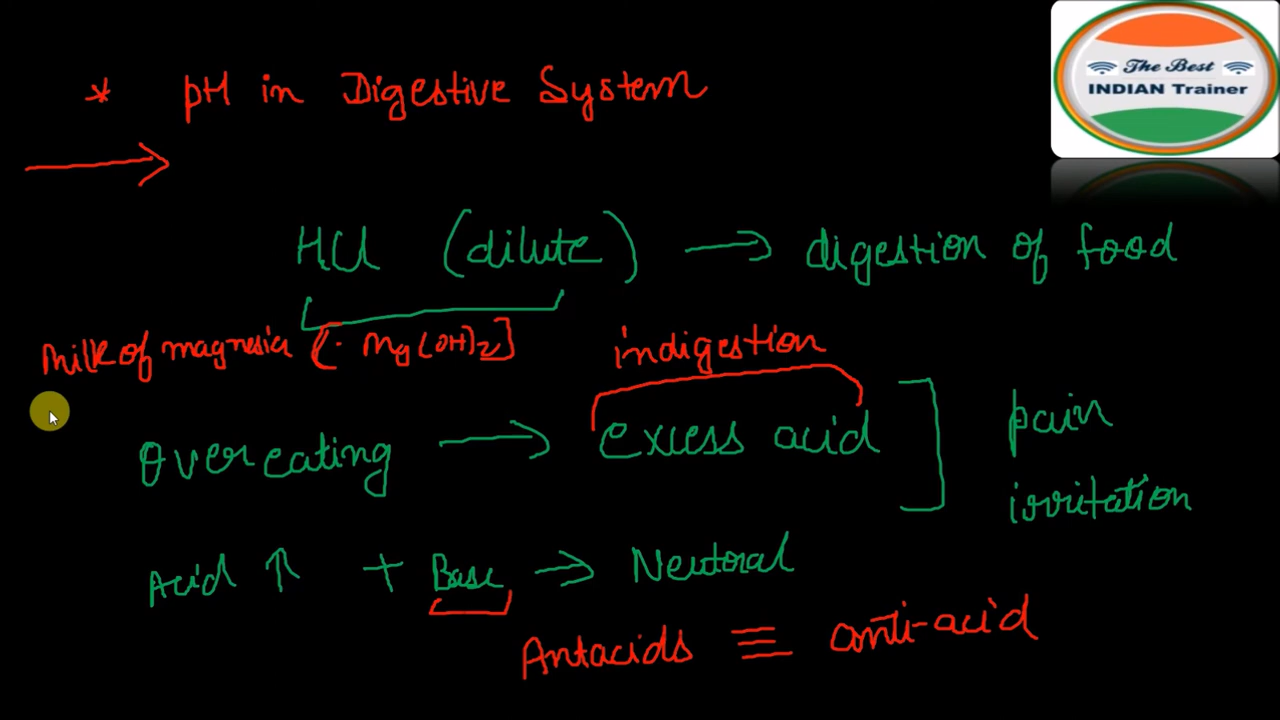 * pH in Digestive System
The Best
INDIAN Trainer
HCl (dilute) → digestion of food
Milk of magnesia (· Mg(OH)2]
indigestion
Overeating → excess acid ] pain
irritation
Acid ↑ + Base → Neutral
Antacids ≡ anti-acid